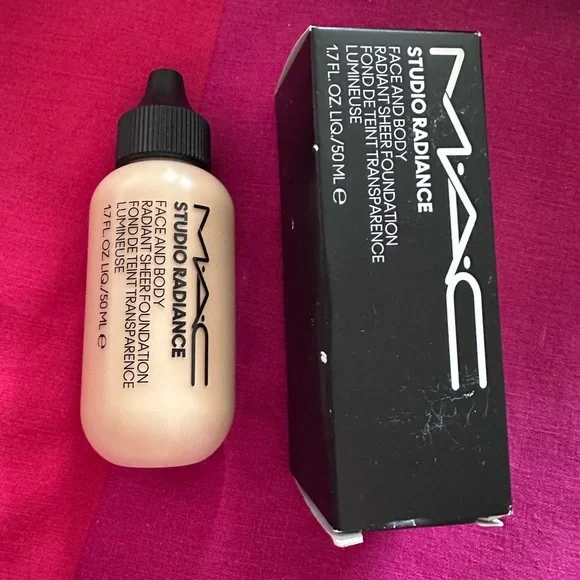 M·A·C
STUDIO RADIANCE
FACE AND BODY
RADIANT SHEER FOUNDATION
FOND DE TEINT TRANSPARENCE
LUMINEUSE
1.7 FL. OZ. LIQ./50 ML ℮
M·A·C
STUDIO RADIANCE
FACE AND BODY
RADIANT SHEER FOUNDATION
FOND DE TEINT TRANSPARENCE
LUMINEUSE
1.7 FL. OZ. LIQ./50 ML ℮